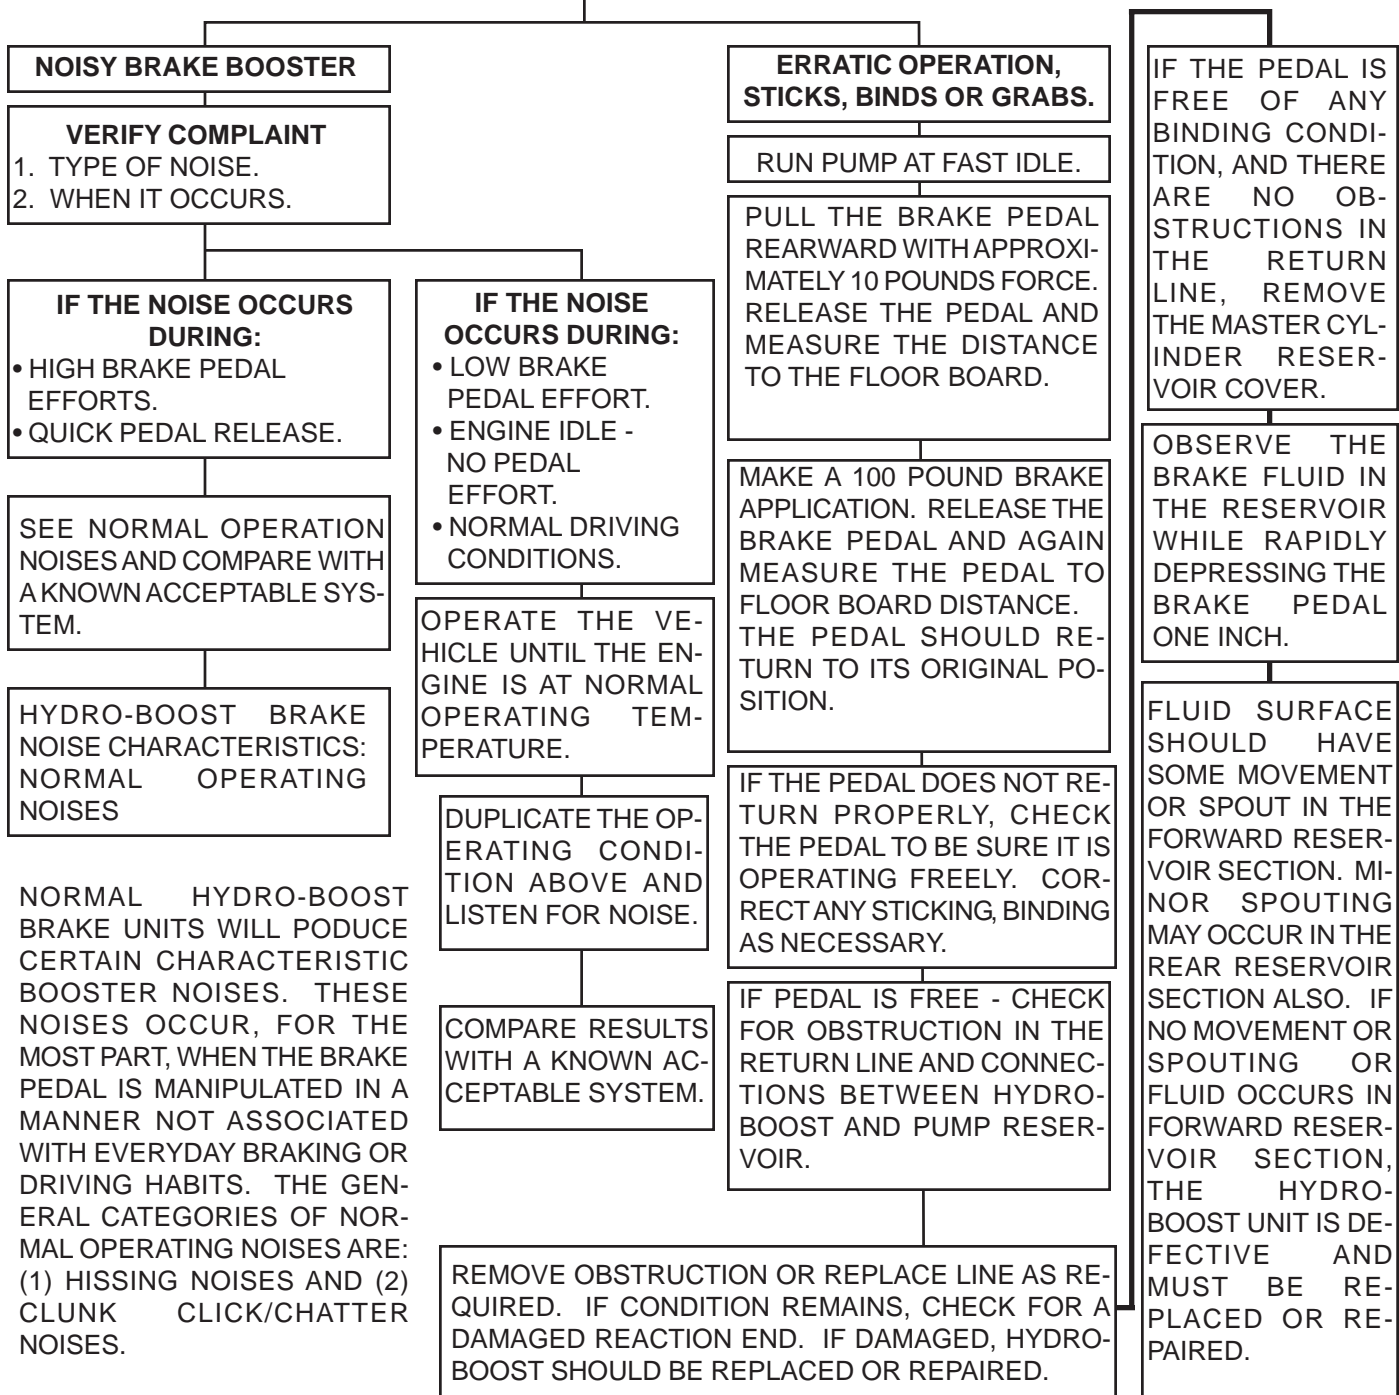 NOISY BRAKE BOOSTER
VERIFY COMPLAINT
1. TYPE OF NOISE.
2. WHEN IT OCCURS.
IF THE NOISE OCCURS
DURING:
• HIGH BRAKE PEDAL
EFFORTS.
• QUICK PEDAL RELEASE.
SEE NORMAL OPERATION
NOISES AND COMPARE WITH
A KNOWN ACCEPTABLE SYS-
TEM.
HYDRO-BOOST BRAKE
NOISE CHARACTERISTICS:
NORMAL OPERATING
NOISES
NORMAL HYDRO-BOOST
BRAKE UNITS WILL PODUCE
CERTAIN CHARACTERISTIC
BOOSTER NOISES. THESE
NOISES OCCUR, FOR THE
MOST PART, WHEN THE BRAKE
PEDAL IS MANIPULATED IN A
MANNER NOT ASSOCIATED
WITH EVERYDAY BRAKING OR
DRIVING HABITS. THE GEN-
ERAL CATEGORIES OF NOR-
MAL OPERATING NOISES ARE:
(1) HISSING NOISES AND (2)
CLUNK CLICK/CHATTER
NOISES.
IF THE NOISE
OCCURS DURING:
• LOW BRAKE
PEDAL EFFORT.
• ENGINE IDLE -
NO PEDAL
EFFORT.
• NORMAL DRIVING
CONDITIONS.
OPERATE THE VE-
HICLE UNTIL THE EN-
GINE IS AT NORMAL
OPERATING TEM-
PERATURE.
DUPLICATE THE OP-
ERATING CONDI-
TION ABOVE AND
LISTEN FOR NOISE.
COMPARE RESULTS
WITH A KNOWN AC-
CEPTABLE SYSTEM.
ERRATIC OPERATION,
STICKS, BINDS OR GRABS.
RUN PUMP AT FAST IDLE.
PULL THE BRAKE PEDAL
REARWARD WITH APPROXI-
MATELY 10 POUNDS FORCE.
RELEASE THE PEDAL AND
MEASURE THE DISTANCE
TO THE FLOOR BOARD.
MAKE A 100 POUND BRAKE
APPLICATION. RELEASE THE
BRAKE PEDAL AND AGAIN
MEASURE THE PEDAL TO
FLOOR BOARD DISTANCE.
THE PEDAL SHOULD RE-
TURN TO ITS ORIGINAL PO-
SITION.
IF THE PEDAL DOES NOT RE-
TURN PROPERLY, CHECK
THE PEDAL TO BE SURE IT IS
OPERATING FREELY. COR-
RECT ANY STICKING, BINDING
AS NECESSARY.
IF PEDAL IS FREE - CHECK
FOR OBSTRUCTION IN THE
RETURN LINE AND CONNEC-
TIONS BETWEEN HYDRO-
BOOST AND PUMP RESER-
VOIR.
REMOVE OBSTRUCTION OR REPLACE LINE AS RE-
QUIRED. IF CONDITION REMAINS, CHECK FOR A
DAMAGED REACTION END. IF DAMAGED, HYDRO-
BOOST SHOULD BE REPLACED OR REPAIRED.
IF THE PEDAL IS
FREE OF ANY
BINDING CONDI-
TION, AND THERE
ARE NO OB-
STRUCTIONS IN
THE RETURN
LINE, REMOVE
THE MASTER CYL-
INDER RESER-
VOIR COVER.
OBSERVE THE
BRAKE FLUID IN
THE RESERVOIR
WHILE RAPIDLY
DEPRESSING THE
BRAKE PEDAL
ONE INCH.
FLUID SURFACE
SHOULD HAVE
SOME MOVEMENT
OR SPOUT IN THE
FORWARD RESER-
VOIR SECTION. MI-
NOR SPOUTING
MAY OCCUR IN THE
REAR RESERVOIR
SECTION ALSO. IF
NO MOVEMENT OR
SPOUTING OR
FLUID OCCURS IN
FORWARD RESER-
VOIR SECTION,
THE HYDRO-
BOOST UNIT IS DE-
FECTIVE AND
MUST BE RE-
PLACED OR RE-
PAIRED.